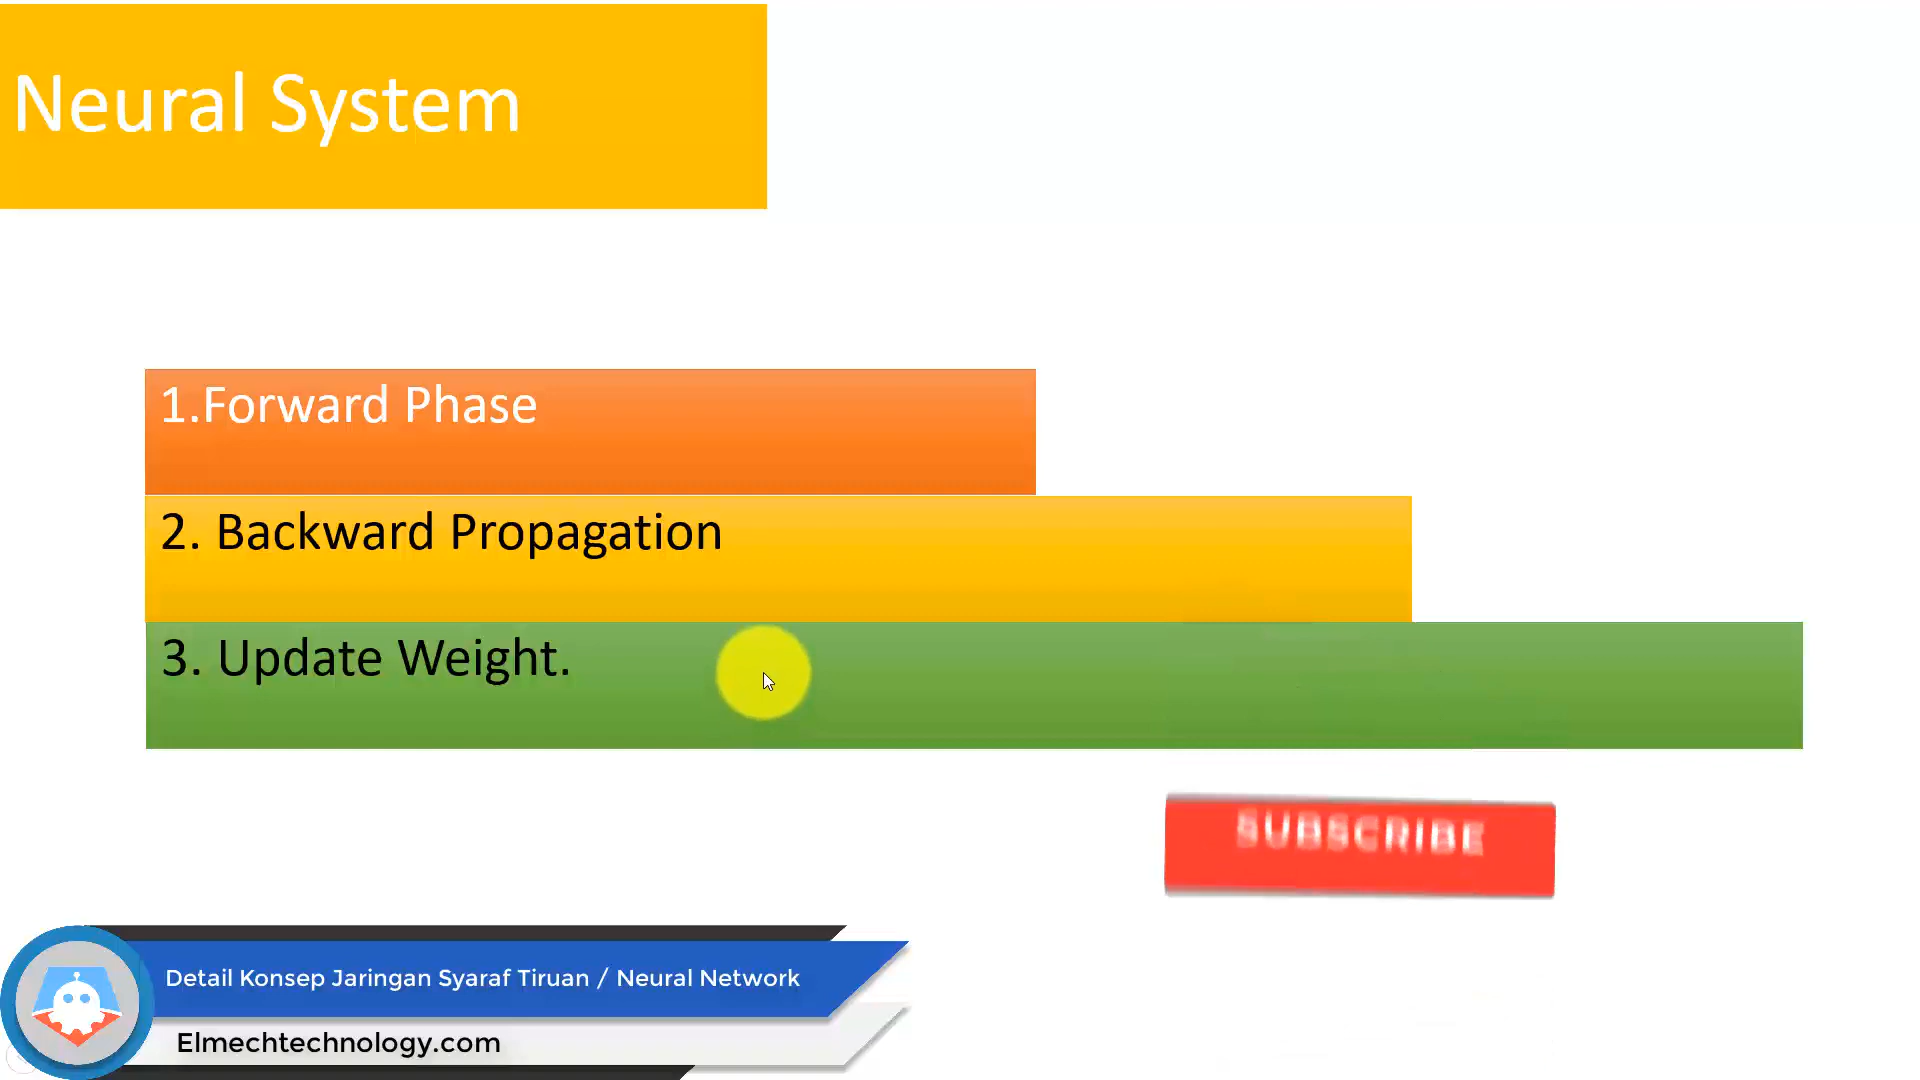 Neural System
1.Forward Phase
2. Backward Propagation
3. Update Weight.
SUBSCRIBE
Detail Konsep Jaringan Syaraf Tiruan / Neural Network
Elmechtechnology.com